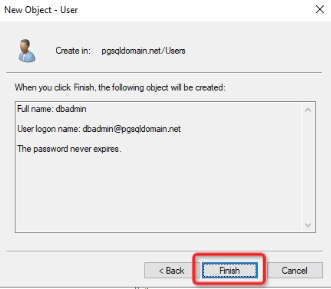 New Object - User
Create in: pgsqldomain.net/Users
When you click Finish, the following object will be created:
Full name: dbadmin
User logon name: dbadmin@pgsqldomain.net
The password never expires.
< Back Finish Cancel